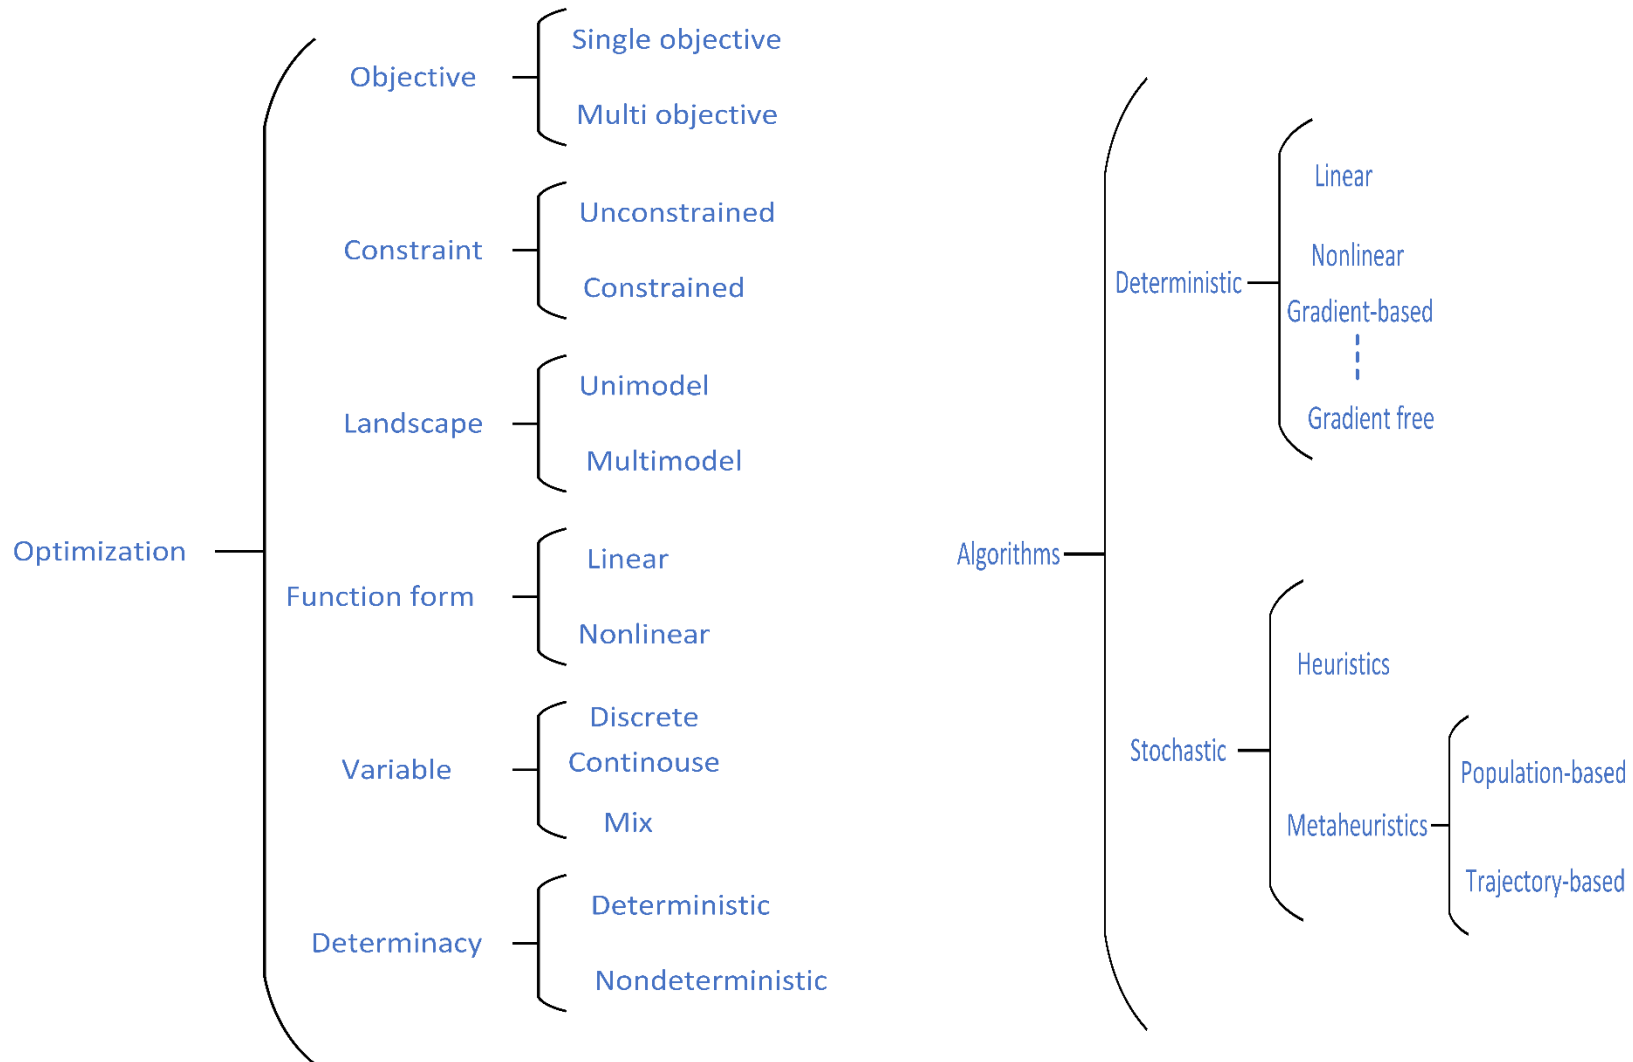 Optimization
Objective
Single objective
Multi objective
Constraint
Unconstrained
Constrained
Landscape
Unimodel
Multimodel
Function form
Linear
Nonlinear
Variable
Discrete
Continouse
Mix
Determinacy
Deterministic
Nondeterministic
Algorithms
Deterministic
Linear
Nonlinear
Gradient-based
Gradient free
Stochastic
Heuristics
Metaheuristics
Population-based
Trajectory-based